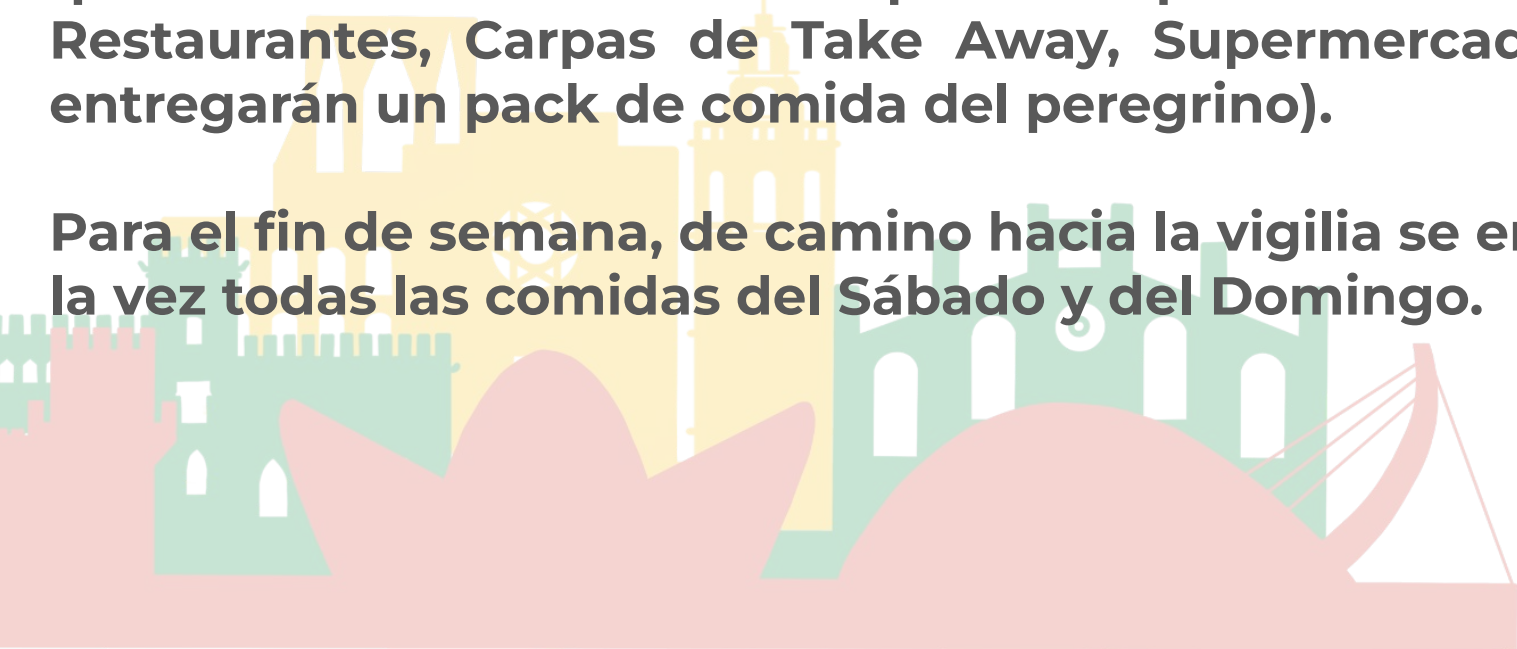 Restaurantes, Carpas de Take Away,
entregarán un pack de comida del peregrino).
Para el fin de semana, de camino hacia la vigilia se
la vez todas las comidas del Sábado y del Domingo.